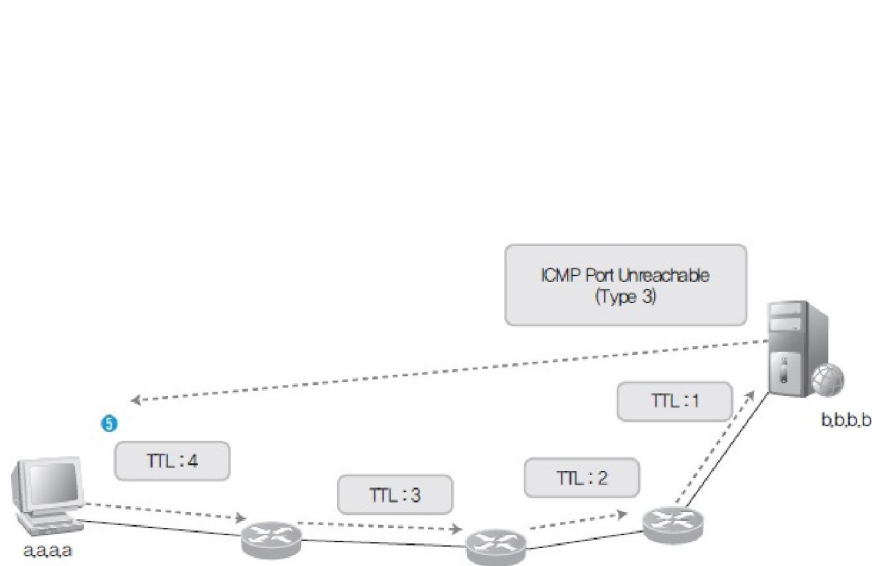 ICMP Port Unreachable
(Type 3)
TTL : 1
b.b.b.b
5
TTL : 4
TTL : 3
TTL : 2
a.a.a.a